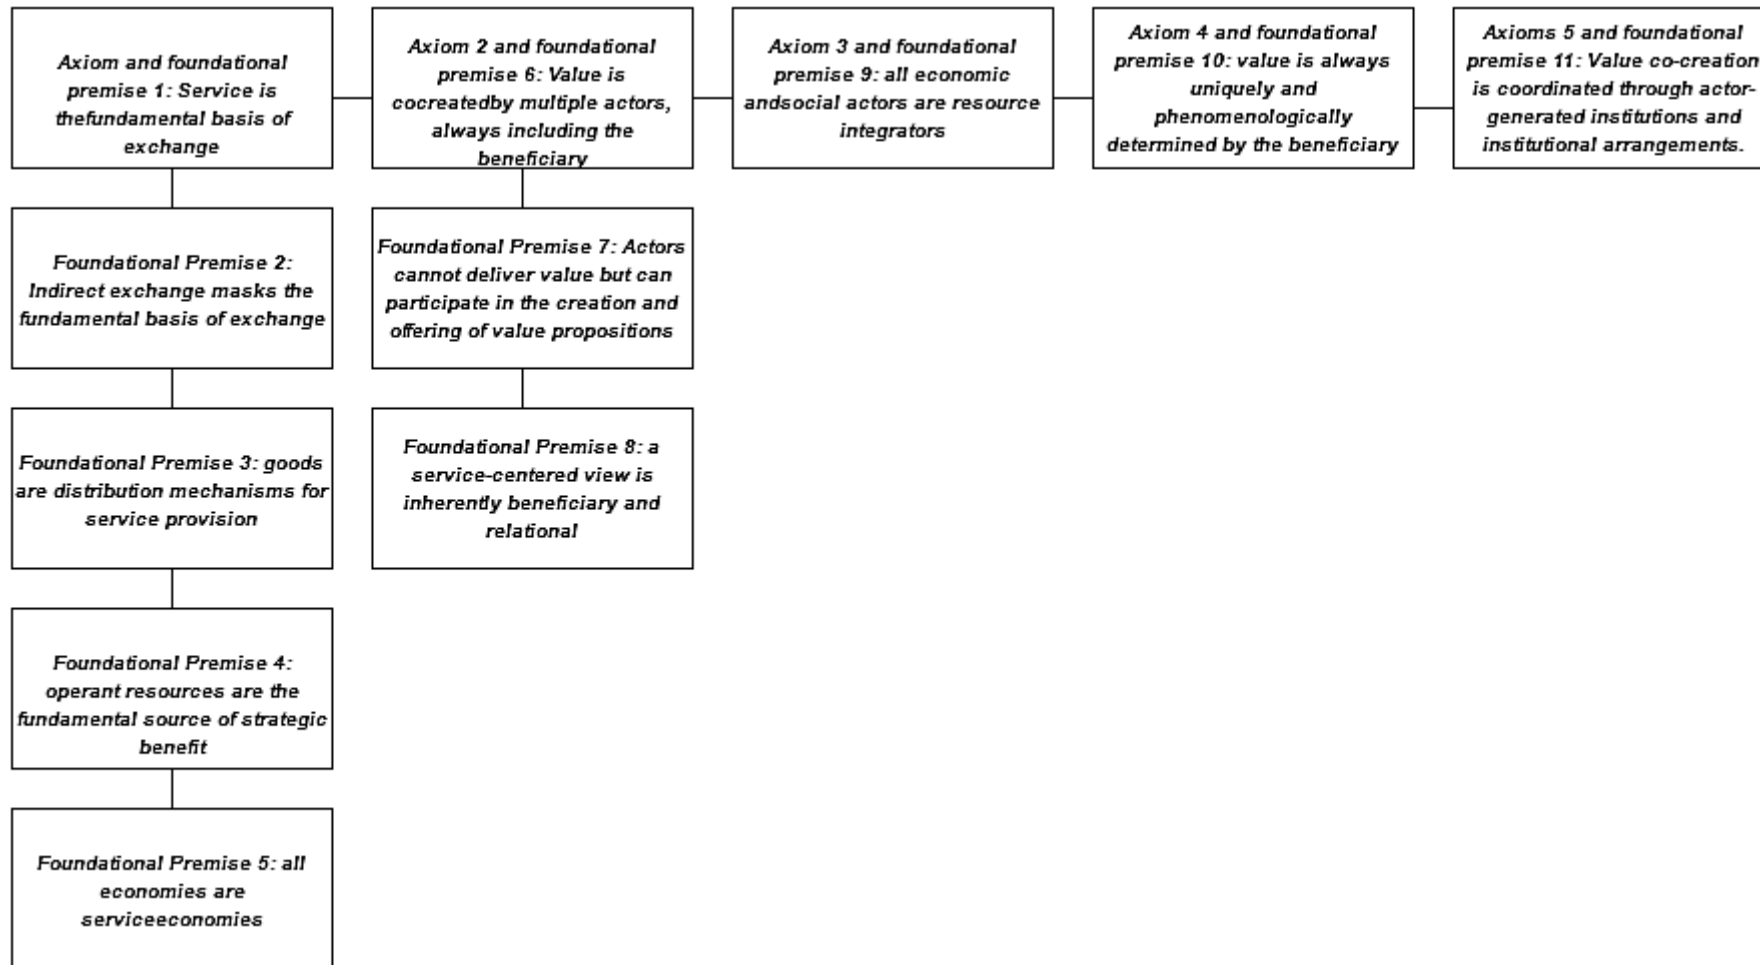 Axiom and foundational
premise 1: Service is
thefundamental basis of
exchange
Axiom 2 and foundational
premise 6: Value is
cocreatedby multiple actors,
always including the
beneficiary
Axiom 3 and foundational
premise 9: all economic
andsocial actors are resource
integrators
Axiom 4 and foundational
premise 10: value is always
uniquely and
phenomenologically
determined by the beneficiary
Axioms 5 and foundational
premise 11: Value co-creation
is coordinated through actor-
generated institutions and
institutional arrangements.
Foundational Premise 2:
Indirect exchange masks the
fundamental basis of exchange
Foundational Premise 7: Actors
cannot deliver value but can
participate in the creation and
offering of value propositions
Foundational Premise 3: goods
are distribution mechanisms for
service provision
Foundational Premise 8: a
service-centered view is
inherently beneficiary and
relational
Foundational Premise 4:
operant resources are the
fundamental source of strategic
benefit
Foundational Premise 5: all
economies are
serviceeconomies